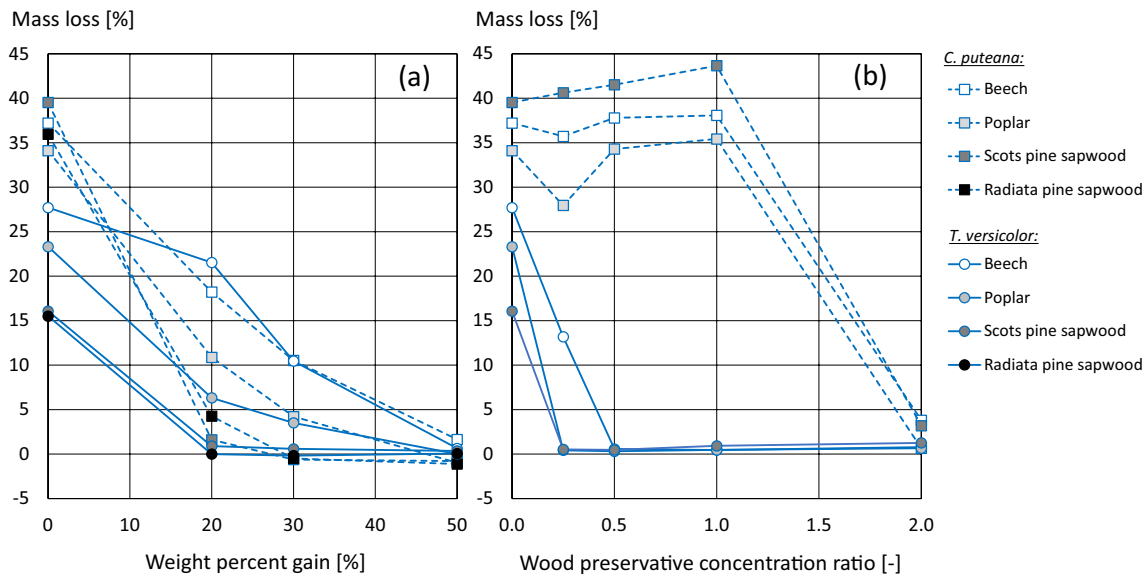 Mass loss [%]
45
40
35
30
25
20
15
10
5
0
-5
(a)
0
10
20
30
40
50
Weight percent gain [%]
Mass loss [%]
45
40
35
30
25
20
15
10
5
0
-5
(b)
0.0
0.5
1.0
1.5
2.0
Wood preservative concentration ratio [-]
C. puteana:
Beech
Poplar
Scots pine sapwood
Radiata pine sapwood
T. versicolor:
Beech
Poplar
Scots pine sapwood
Radiata pine sapwood